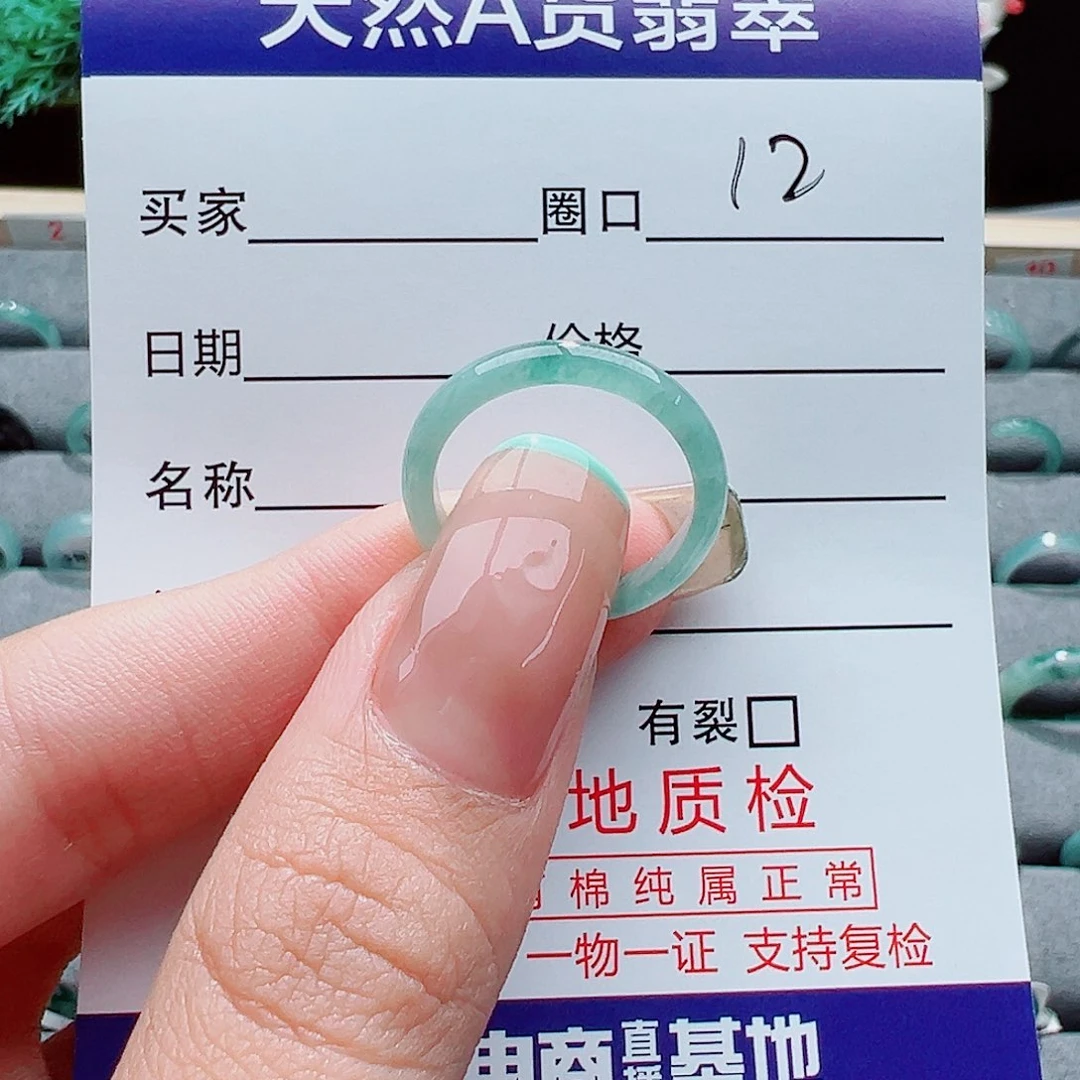 天然A货翡翠
买家 圈口 12
日期 价格
名称
有裂
地质检
棉纯属正常
一物一证 支持复检
电商直播基地
2